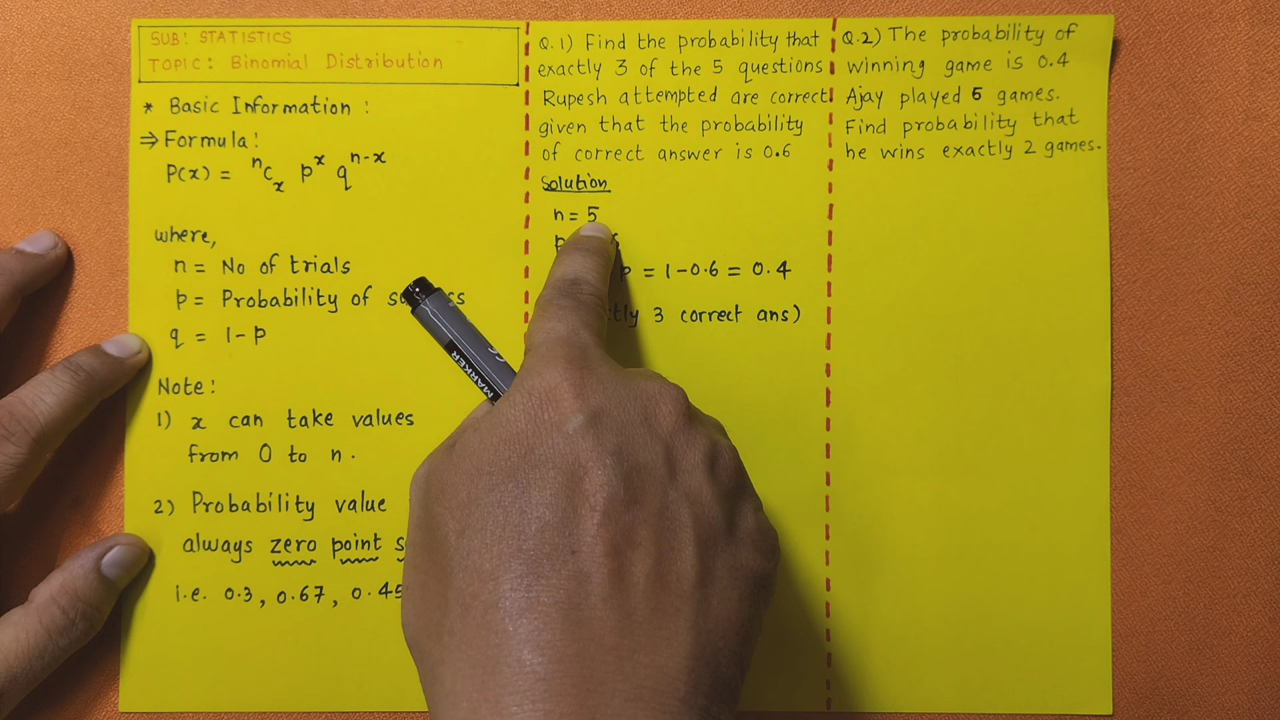 SUB: STATISTICS
TOPIC: Binomial Distribution
* Basic Information:
⇒ Formula:
P(x) = ⁿCₓ pˣ qⁿ⁻ˣ
where,
n = No of trials
p = Probability of
q = 1-p
Note:
1) x can take values
from 0 to n.
2) Probability value
always zero point
i.e. 0.3, 0.67, 0.45
Q.1) Find the probability that
exactly 3 of the 5 questions
Rupesh attempted are correct
given that the probability
of correct answer is 0.6
Solution
n = 5
p = 1-0.6 = 0.4
3 correct ans)
Q.2) The probability of
winning game is 0.4
Ajay played 5 games.
Find probability that
he wins exactly 2 games.
MARKER